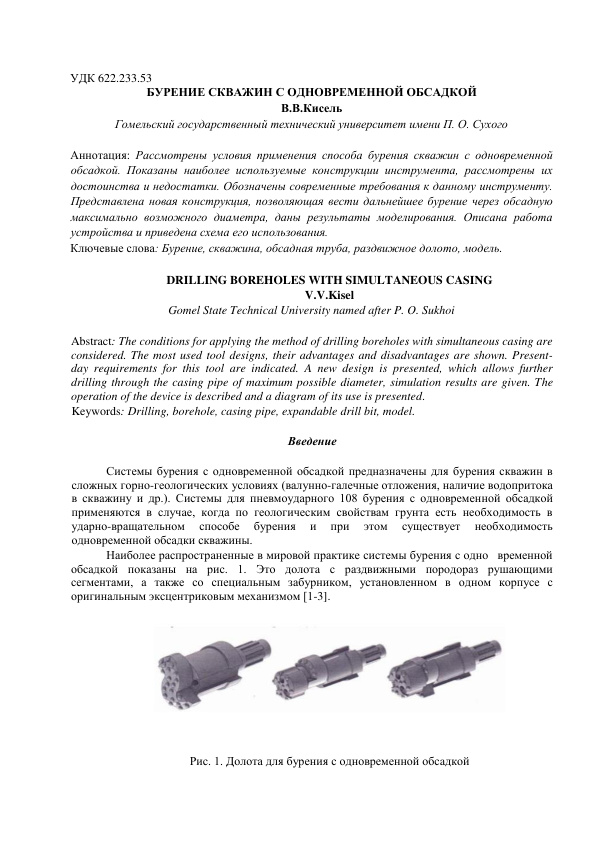 УДК 622.233.53
БУРЕНИЕ СКВАЖИН С ОДНОВРЕМЕННОЙ ОБСАДКОЙ
В.В.Кисель
Гомельский государственный технический университет имени П. О. Сухого
Аннотация: Рассмотрены условия применения способа бурения скважин с одновременной
обсадкой. Показаны наиболее используемые конструкции инструмента, рассмотрены их
достоинства и недостатки. Обозначены современные требования к данному инструменту.
Представлена новая конструкция, позволяющая вести дальнейшее бурение через обсадную
максимально возможного диаметра, даны результаты моделирования. Описана работа
устройства и приведена схема его использования.
Ключевые слова: Бурение, скважина, обсадная труба, раздвижное долото, модель.
DRILLING BOREHOLES WITH SIMULTANEOUS CASING
V.V.Kisel
Gomel State Technical University named after P. O. Sukhoi
Abstract: The conditions for applying the method of drilling boreholes with simultaneous casing are
considered. The most used tool designs, their advantages and disadvantages are shown. Present-
day requirements for this tool are indicated. A new design is presented, which allows further
drilling through the casing pipe of maximum possible diameter, simulation results are given. The
operation of the device is described and a diagram of its use is presented.
Keywords: Drilling, borehole, casing pipe, expandable drill bit, model.
Введение
Системы бурения с одновременной обсадкой предназначены для бурения скважин в
сложных горно-геологических условиях (валунно-галечные отложения, наличие водопритока
в скважину и др.). Системы для пневмоударного 108 бурения с одновременной обсадкой
применяются в случае, когда по геологическим свойствам грунта есть необходимость в
ударно-вращательном способе бурения и при этом существует необходимость
одновременной обсадки скважины.
Наиболее распространенные в мировой практике системы бурения с одно временной
обсадкой показаны на рис. 1. Это долота с раздвижными породораз рушающими
сегментами, а также со специальным забурником, установленном в одном корпусе с
оригинальным эксцентриковым механизмом [1-3].
Рис. 1. Долота для бурения с одновременной обсадкой